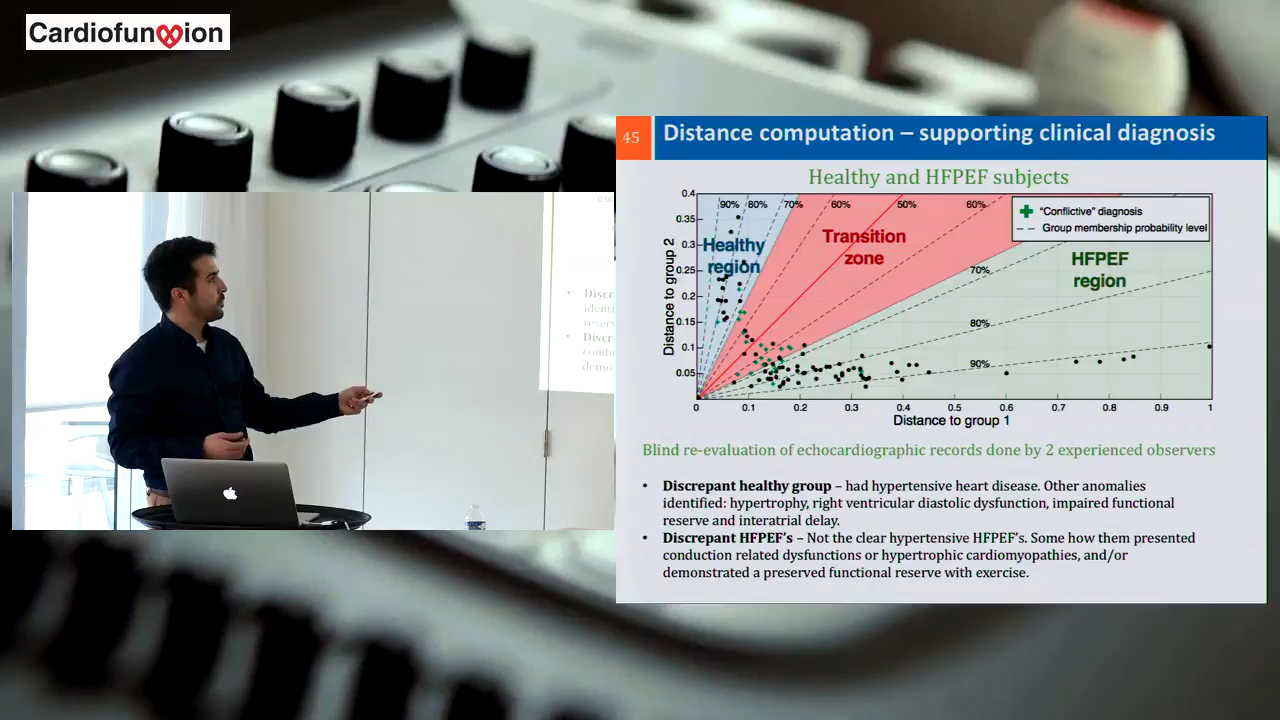 Cardiofunxion
45 Distance computation – supporting clinical diagnosis
Healthy and HFPEF subjects
0.4
0.35
0.3
0.25
0.2
0.15
0.1
0.05
Distance to group 2
90% 80% 70% 60% 50% 60%
70%
80%
90%
Healthy
region
Transition
zone
HFPEF
region
"Conflictive" diagnosis
Group membership probability level
0 0.1 0.2 0.3 0.4 0.5 0.6 0.7 0.8 0.9 1
Distance to group 1
Blind re-evaluation of echocardiographic records done by 2 experienced observers
• Discrepant healthy group – had hypertensive heart disease. Other anomalies
identified: hypertrophy, right ventricular diastolic dysfunction, impaired functional
reserve and interatrial delay.
• Discrepant HFPEF's – Not the clear hypertensive HFPEF's. Some how them presented
conduction related dysfunctions or hypertrophic cardiomyopathies, and/or
demonstrated a preserved functional reserve with exercise.